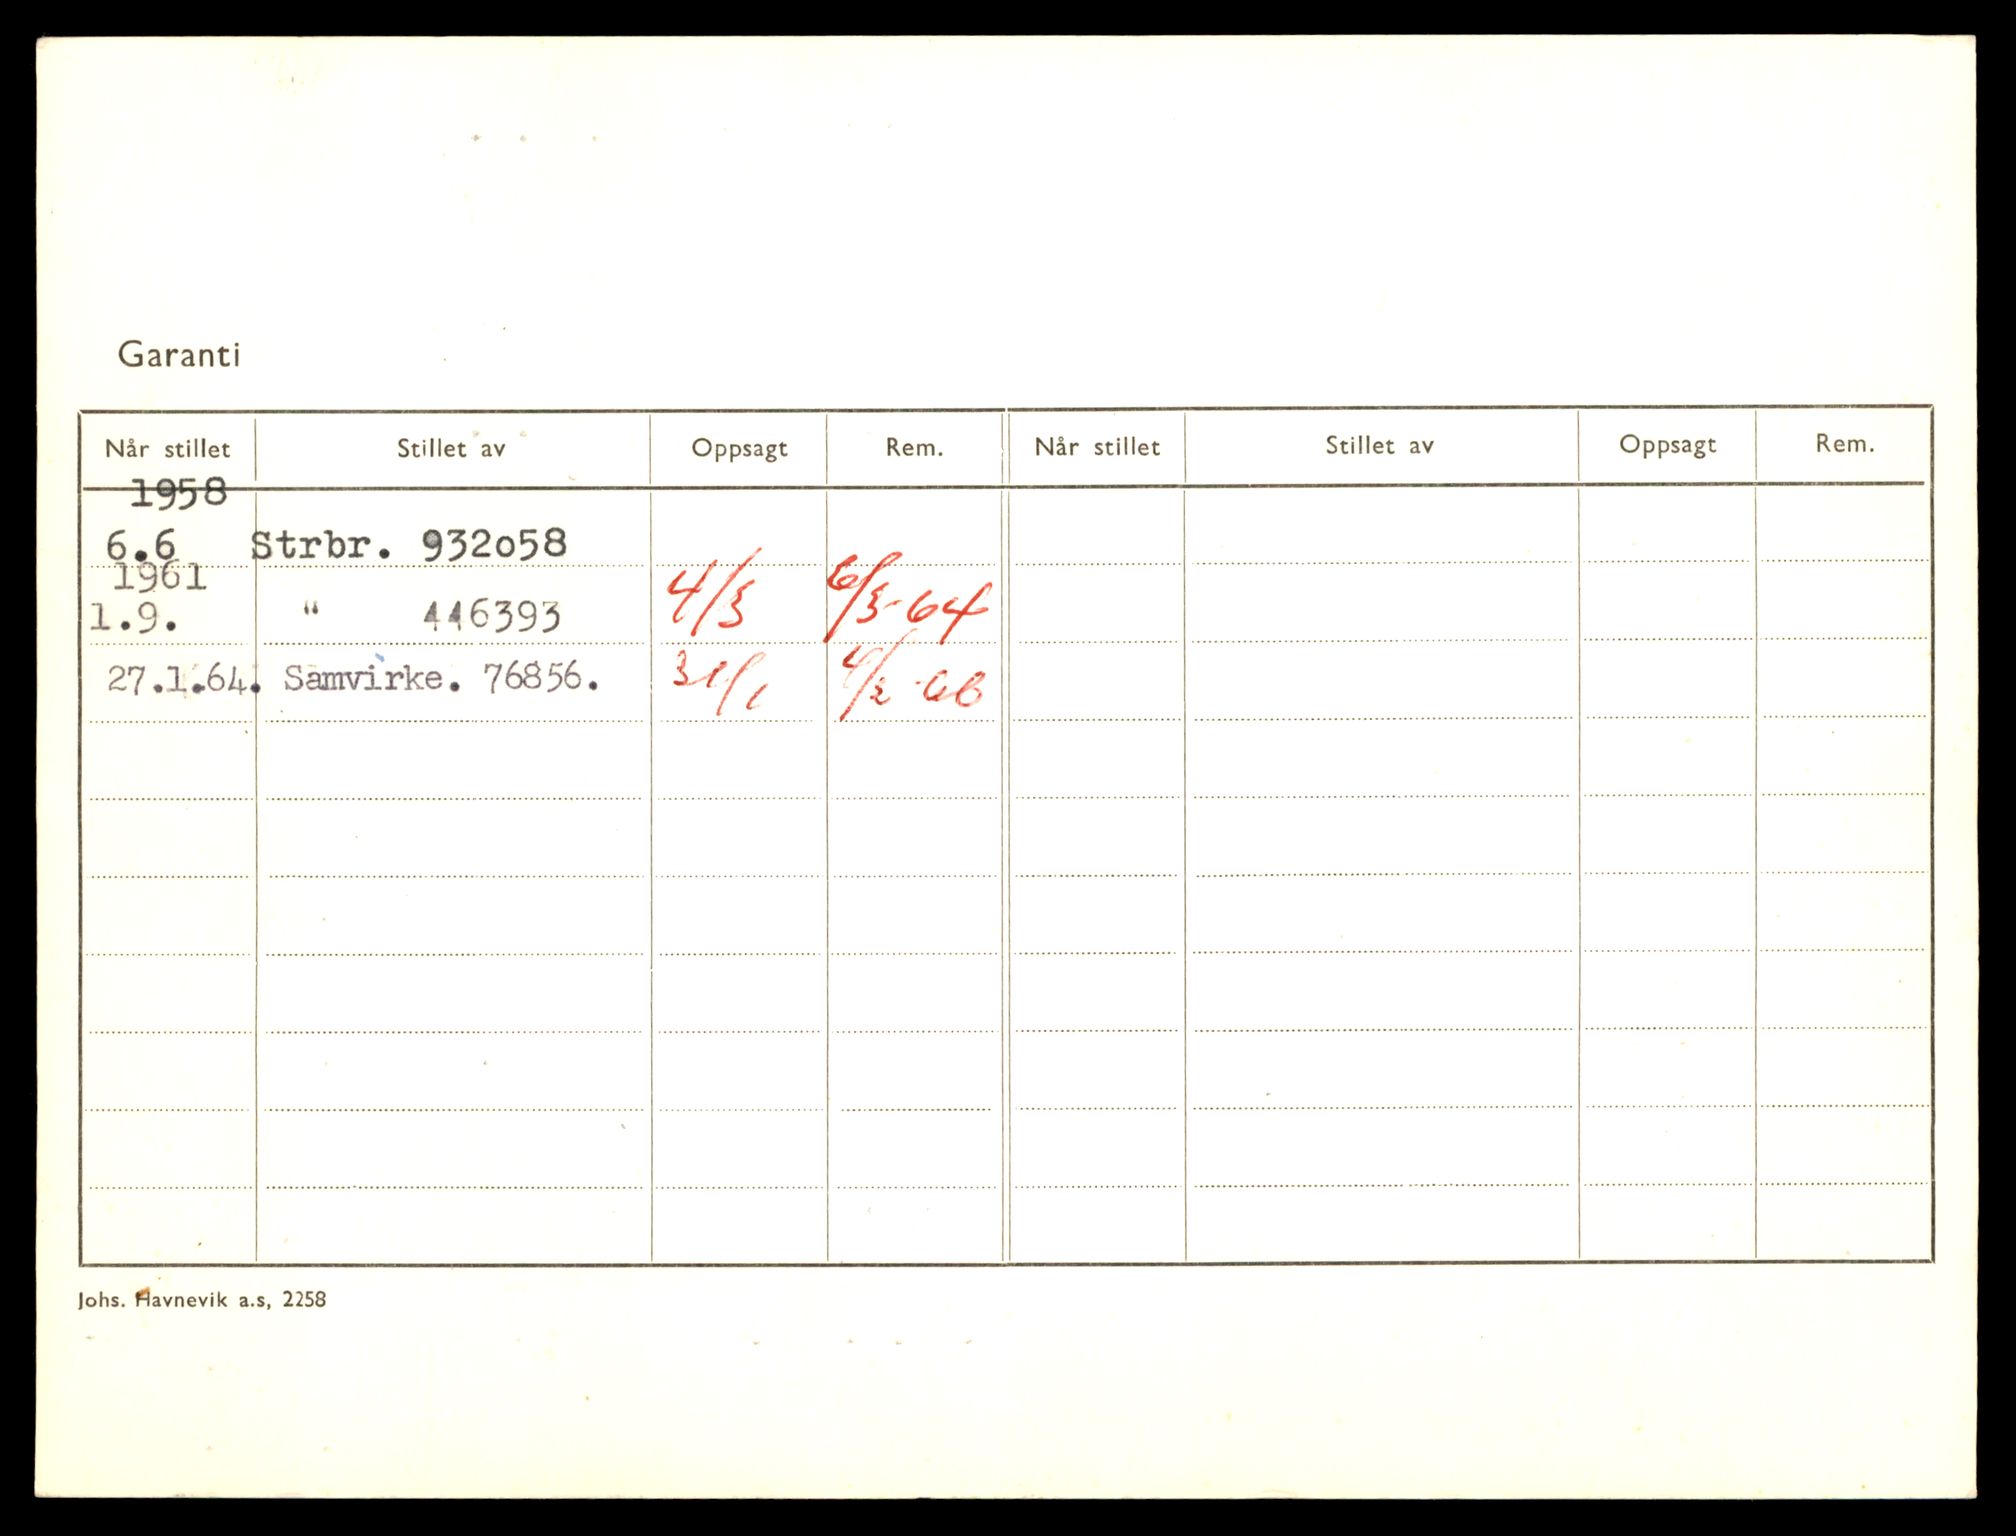 Garanti
Når stillet Stillet av Oppsagt Rem. Når stillet Stillet av Oppsagt Rem.
1958
6.6 Strbr. 932o58
1961
1.9. " 446393 4/3 6/3-64
27.1.64. Samvirke. 76856. 31/1 4/2-66
Johs. Havnevik a.s, 2258